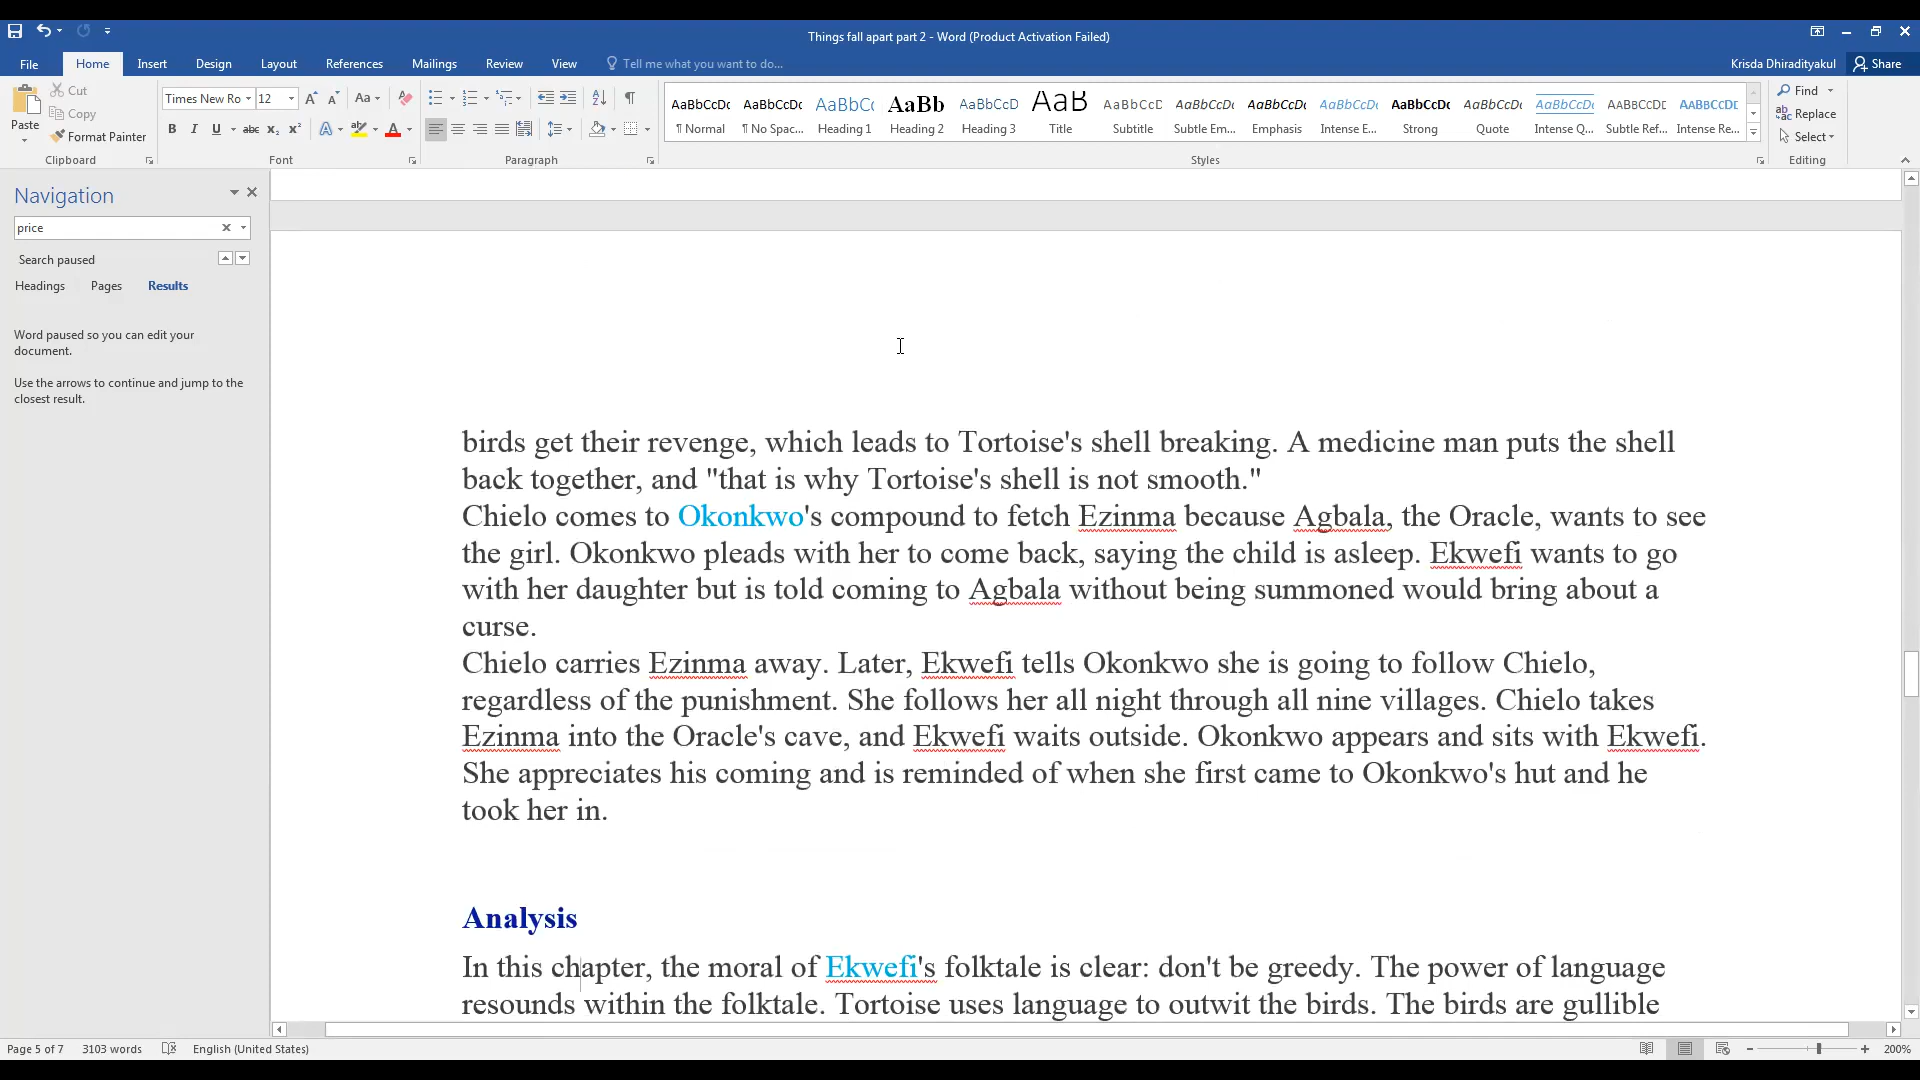 Things fall apart part 2 - Word (Product Activation Failed)
File Home Insert Design Layout References Mailings Review View Tell me what you want to do... Krisda Dhiradityakul Share
Paste Cut Copy Format Painter
Clipboard
Times New Ro 12 Aa
B I U abc X₂ X² A A
Font
Paragraph
AaBbCcDc AaBbCcDc AaBbCc AaBb AaBbCcD AaB AaBbCcD AaBbCcDc AaBbCcDc AaBbCcDc AaBbCcDc AaBbCcDc AaBbCcDc AABBCCDE AABBCCDE
¶ Normal ¶ No Spac... Heading 1 Heading 2 Heading 3 Title Subtitle Subtle Em... Emphasis Intense E... Strong Quote Intense Q... Subtle Ref... Intense Re...
Styles
Find
Replace
Select
Editing
Navigation
price
Search paused
Headings Pages Results
Word paused so you can edit your
document.
Use the arrows to continue and jump to the
closest result.
birds get their revenge, which leads to Tortoise's shell breaking. A medicine man puts the shell
back together, and "that is why Tortoise's shell is not smooth."
Chielo comes to Okonkwo's compound to fetch Ezinma because Agbala, the Oracle, wants to see
the girl. Okonkwo pleads with her to come back, saying the child is asleep. Ekwefi wants to go
with her daughter but is told coming to Agbala without being summoned would bring about a
curse.
Chielo carries Ezinma away. Later, Ekwefi tells Okonkwo she is going to follow Chielo,
regardless of the punishment. She follows her all night through all nine villages. Chielo takes
Ezinma into the Oracle's cave, and Ekwefi waits outside. Okonkwo appears and sits with Ekwefi.
She appreciates his coming and is reminded of when she first came to Okonkwo's hut and he
took her in.
Analysis
In this chapter, the moral of Ekwefi's folktale is clear: don't be greedy. The power of language
resounds within the folktale. Tortoise uses language to outwit the birds. The birds are gullible
Page 5 of 7 3103 words English (United States) 200%